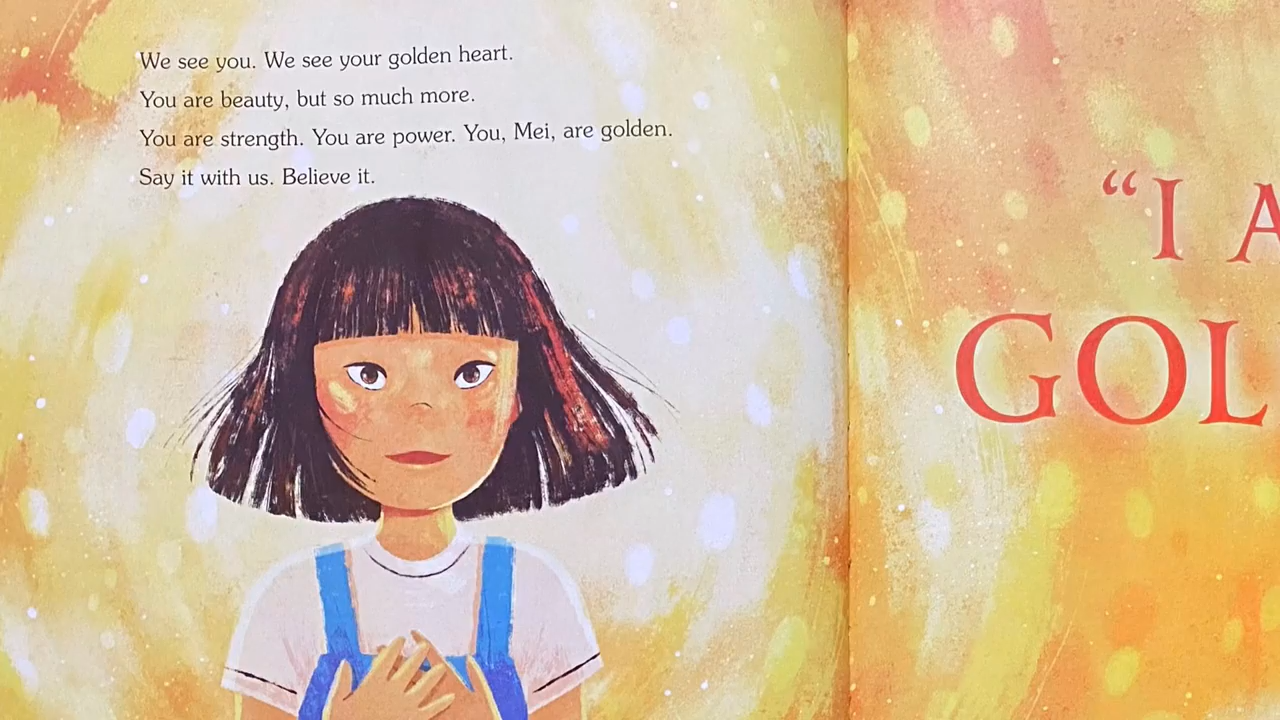 We see you. We see your golden heart.
You are beauty, but so much more.
You are strength. You are power. You, Mei, are golden.
Say it with us. Believe it.
“I A
GOL